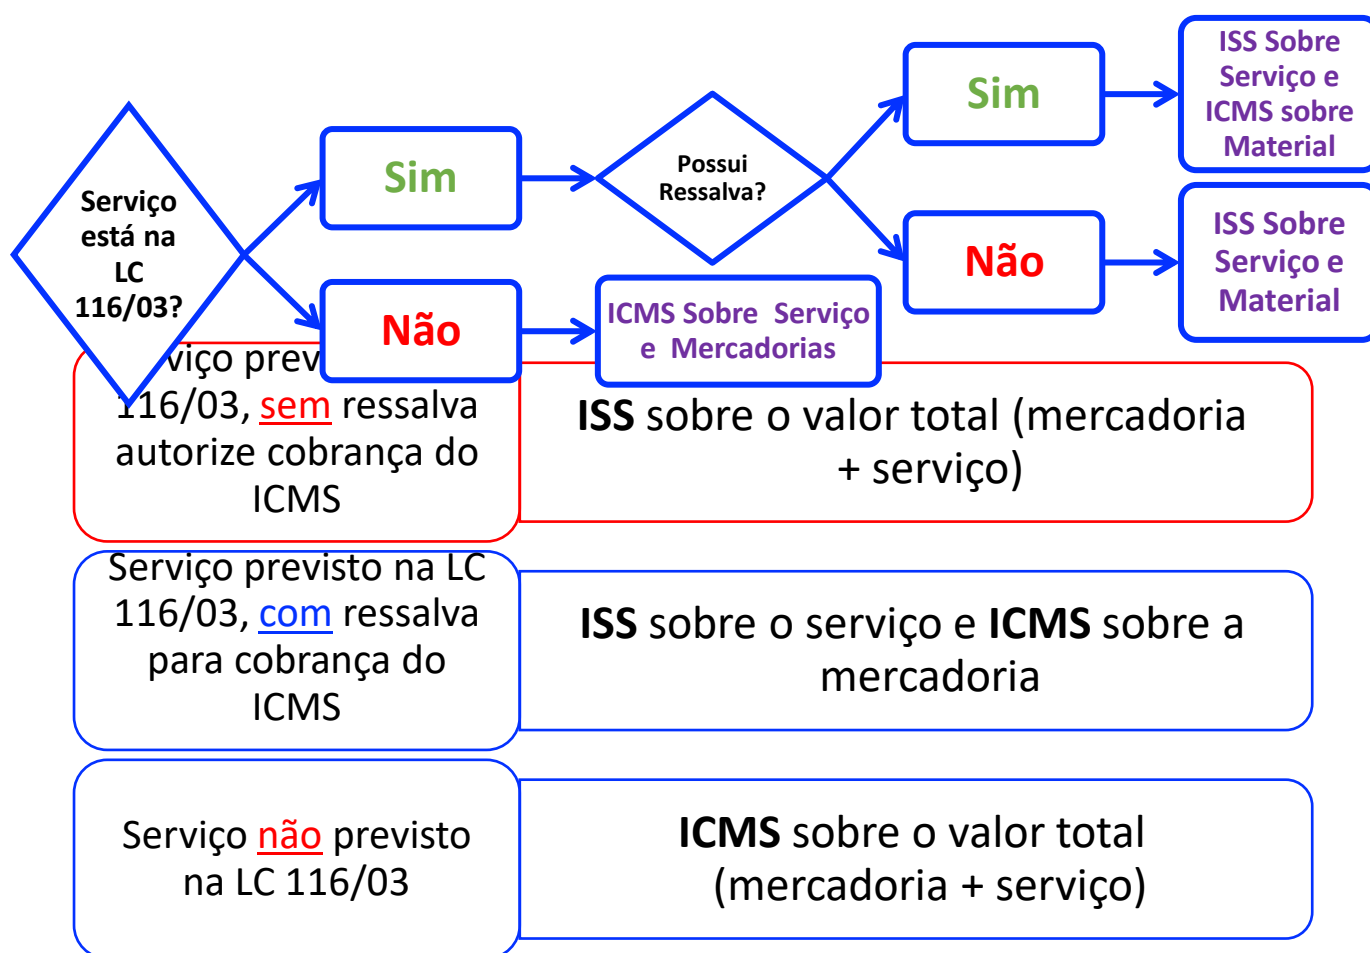 Serviço
está na
LC
116/03?
Sim
Não
Possui
Ressalva?
Sim
Não
ISS Sobre
Serviço e
ICMS sobre
Material
ISS Sobre
Serviço e
Material
ICMS Sobre Serviço
e Mercadorias
116/03, sem ressalva
autorize cobrança do
ICMS
ISS sobre o valor total (mercadoria
+ serviço)
Serviço previsto na LC
116/03, com ressalva
para cobrança do
ICMS
ISS sobre o serviço e ICMS sobre a
mercadoria
Serviço não previsto
na LC 116/03
ICMS sobre o valor total
(mercadoria + serviço)